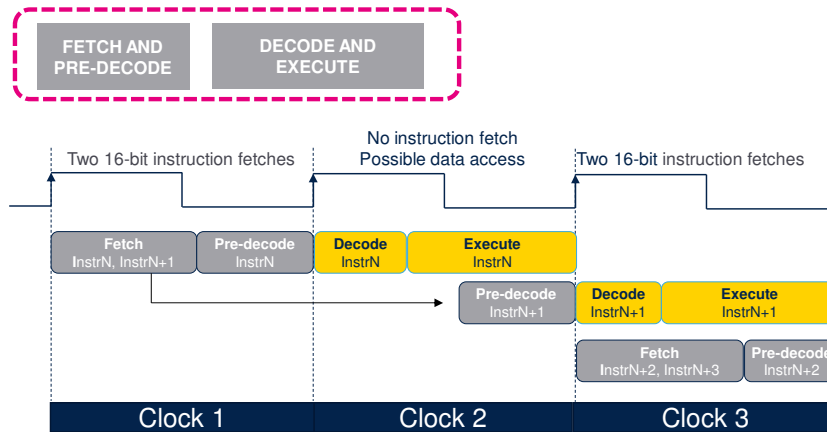 FETCH AND
PRE-DECODE
DECODE AND
EXECUTE
Two 16-bit instruction fetches
No instruction fetch
Possible data access
Two 16-bit instruction fetches
Fetch
InstrN, InstrN+1
Pre-decode
InstrN
Decode
InstrN
Execute
InstrN
Pre-decode
InstrN+1
Decode
InstrN+1
Execute
InstrN+1
Fetch
InstrN+2, InstrN+3
Pre-decode
InstrN+2
Clock 1
Clock 2
Clock 3